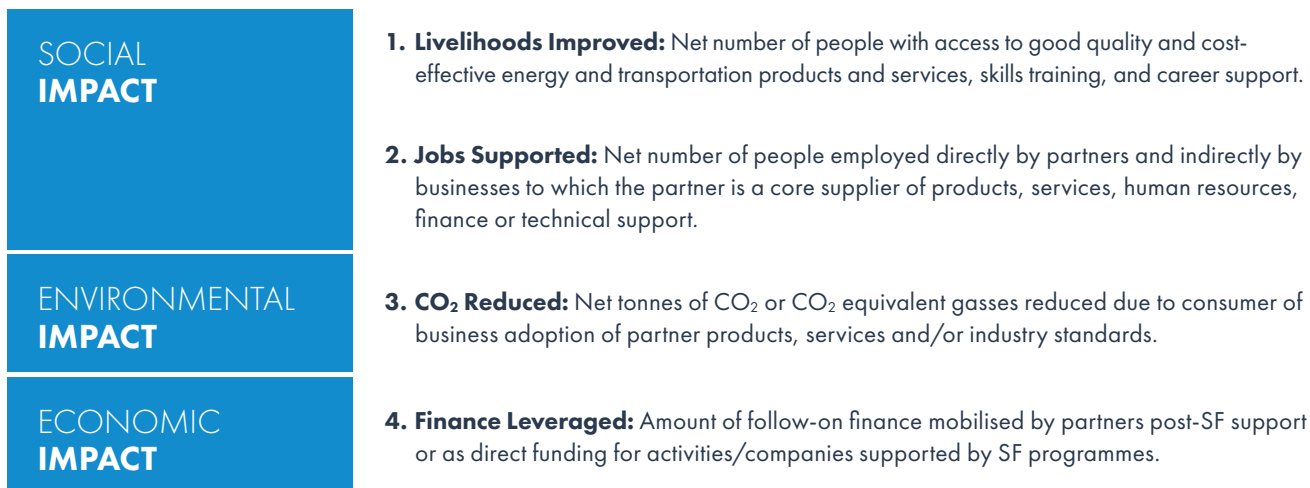 SOCIAL
IMPACT
1. Livelihoods Improved: Net number of people with access to good quality and cost-
effective energy and transportation products and services, skills training, and career support.
2. Jobs Supported: Net number of people employed directly by partners and indirectly by
businesses to which the partner is a core supplier of products, services, human resources,
finance or technical support.
ENVIRONMENTAL
IMPACT
3. CO₂ Reduced: Net tonnes of CO₂ or CO₂ equivalent gasses reduced due to consumer of
business adoption of partner products, services and/or industry standards.
ECONOMIC
IMPACT
4. Finance Leveraged: Amount of follow-on finance mobilised by partners post-SF support
or as direct funding for activities/companies supported by SF programmes.